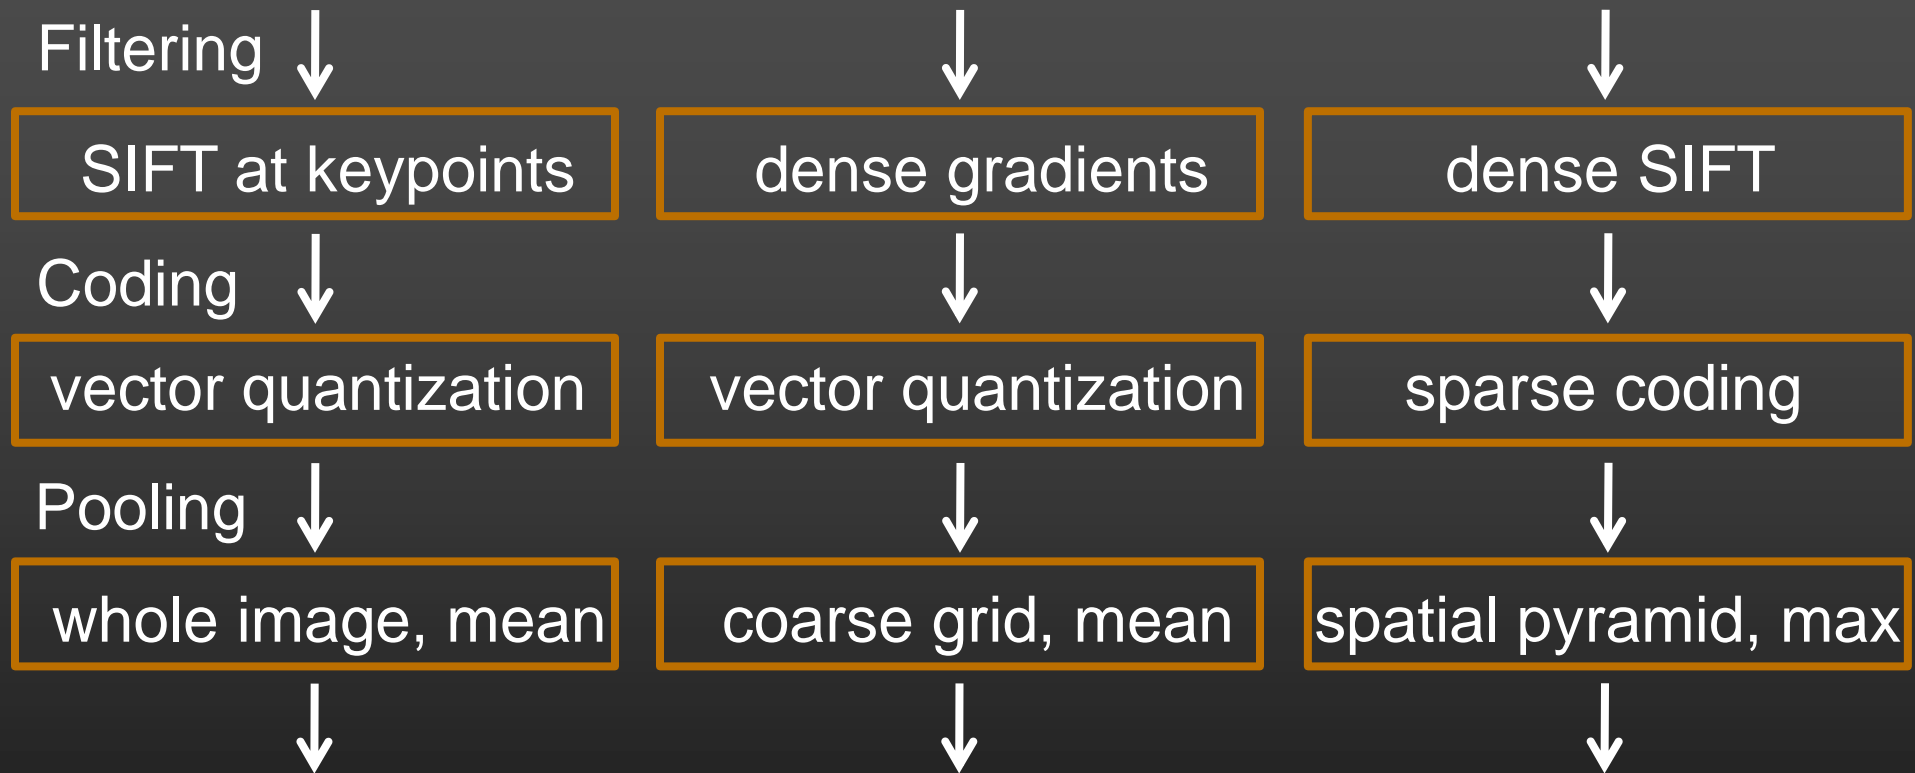 Filtering
SIFT at keypoints
dense gradients
dense SIFT
Coding
vector quantization
vector quantization
sparse coding
Pooling
whole image, mean
coarse grid, mean
spatial pyramid, max